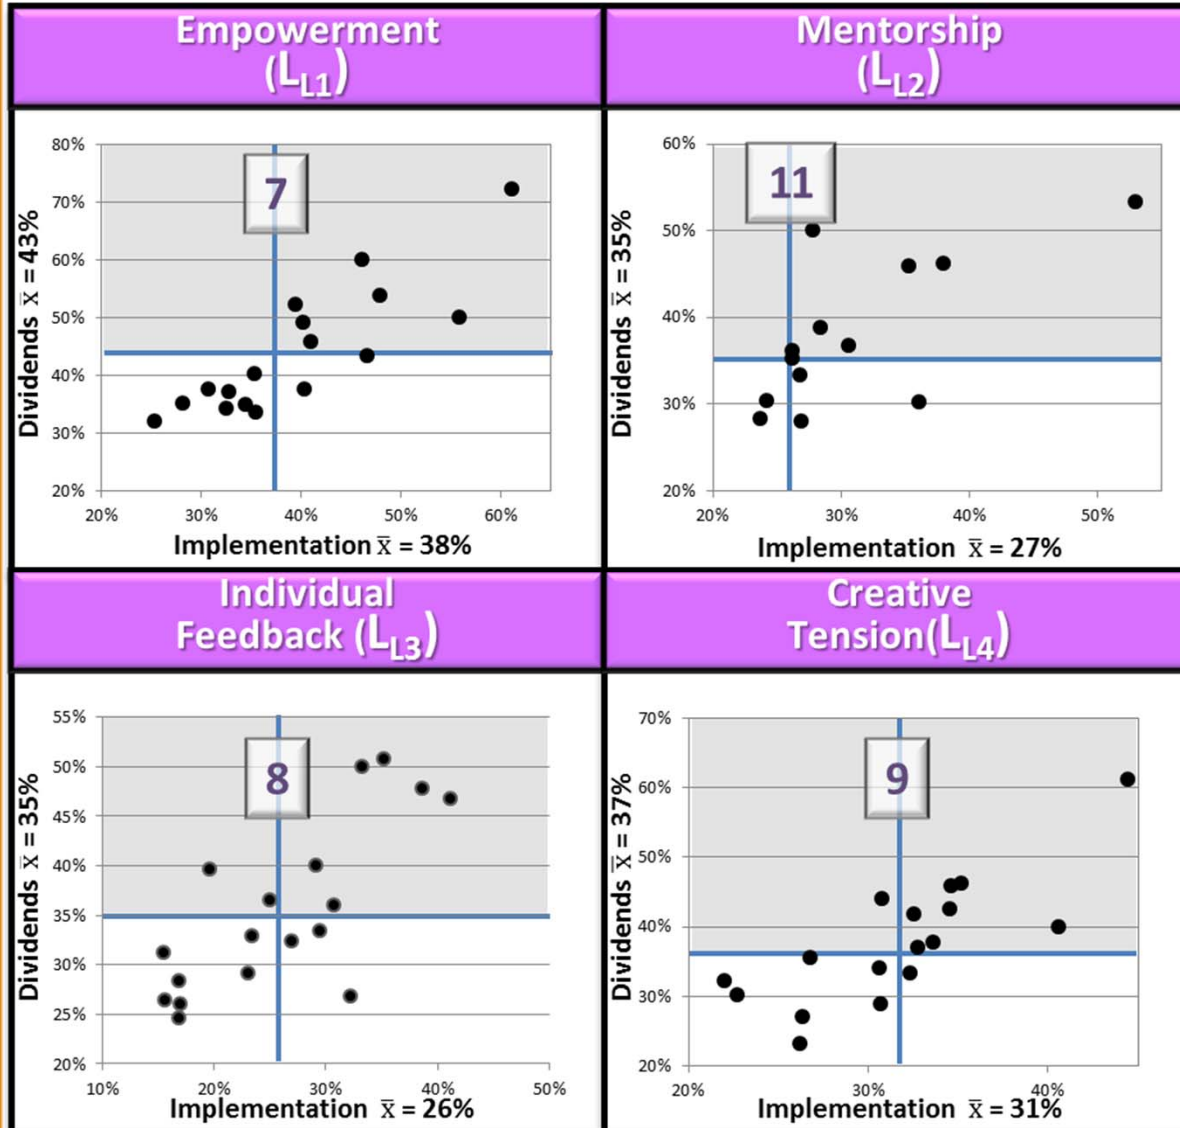 Empowerment
(LL1)
Mentorship
(LL2)
80%
70%
60%
50%
40%
30%
20%
20%
30%
40%
50%
60%
7
Dividends x̅ = 43%
Implementation x̅ = 38%
60%
50%
40%
30%
20%
20%
30%
40%
50%
11
Dividends x̅ = 35%
Implementation x̅ = 27%
Individual
Feedback (LL3)
Creative
Tension(LL4)
55%
50%
45%
40%
35%
30%
25%
20%
10%
20%
30%
40%
50%
8
Dividends x̅ = 35%
Implementation x̅ = 26%
70%
60%
50%
40%
30%
20%
20%
30%
40%
9
Dividends x̅ = 37%
Implementation x̅ = 31%